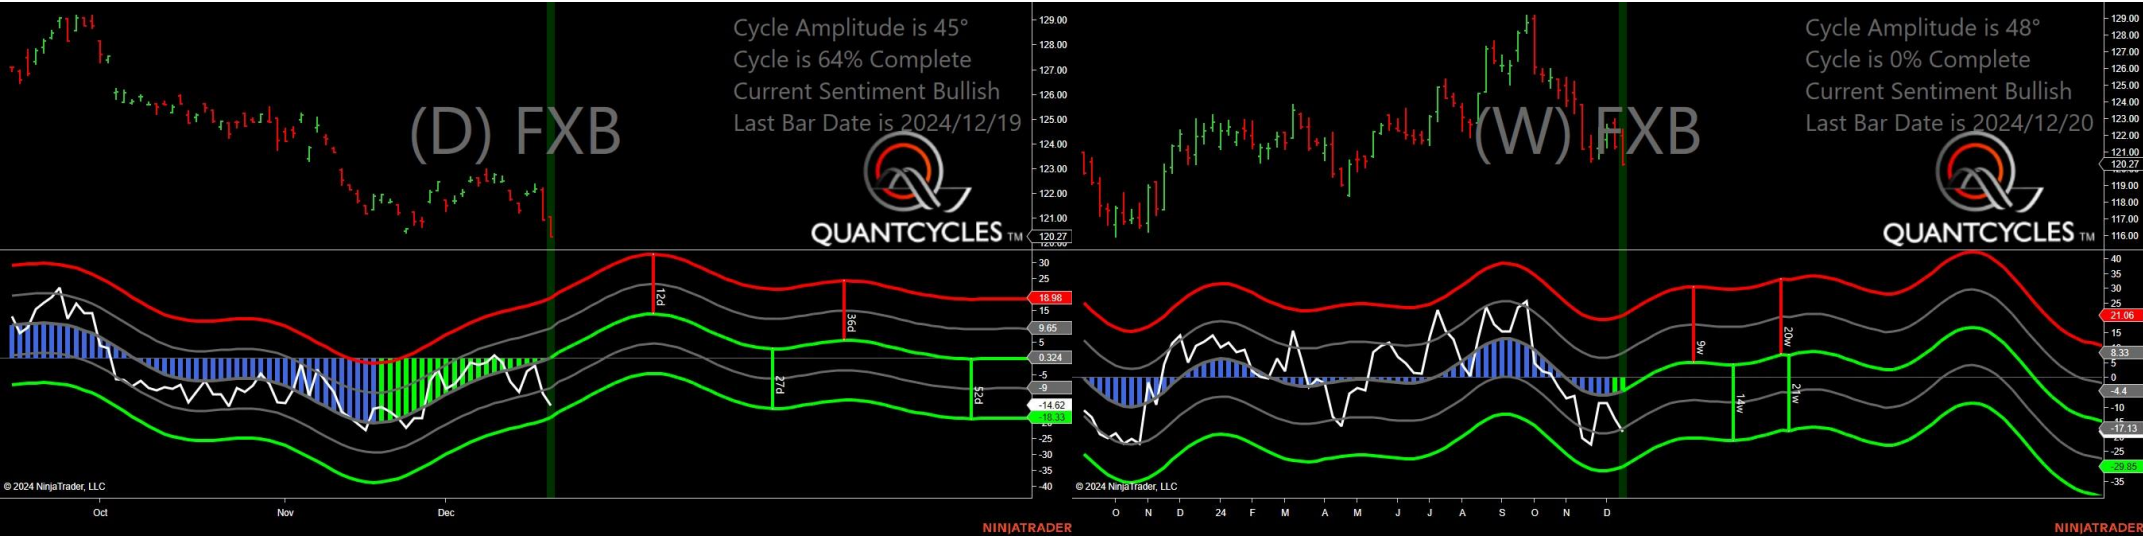 Cycle Amplitude is 45°
Cycle is 64% Complete
Current Sentiment Bullish
Last Bar Date is 2024/12/19
(D) FXB
QUANTCYCLES TM
129.00
128.00
127.00
126.00
125.00
124.00
123.00
122.00
121.00
120.27
30
25
18.98
15
9.65
5
0.324
-5
-9
-14.62
-18.33
-25
-30
-35
-40
12d
27d
36d
52d
© 2024 NinjaTrader, LLC
Oct
Nov
Dec
NINJATRADER
Cycle Amplitude is 48°
Cycle is 0% Complete
Current Sentiment Bullish
Last Bar Date is 2024/12/20
(W) FXB
QUANTCYCLES TM
129.00
128.00
127.00
126.00
125.00
124.00
123.00
122.00
121.00
120.27
119.00
118.00
117.00
116.00
40
35
30
25
21.06
15
8.33
5
0
-4.4
-10
-17.13
-25
-29.85
-35
9w
14w
20w
21w
© 2024 NinjaTrader, LLC
O N D 24 F M A M J J A S O N D
NINJATRADER